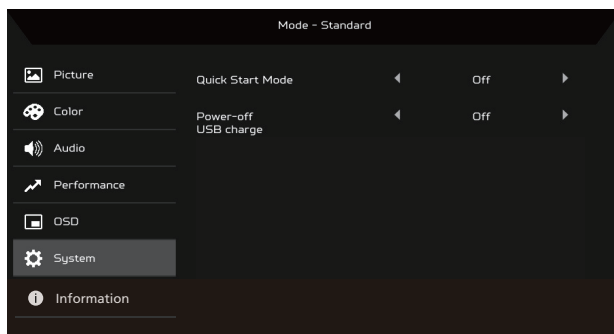 Mode - Standard
Picture
Quick Start Mode
Off
Color
Power-off
USB charge
Off
Audio
Performance
OSD
System
Information